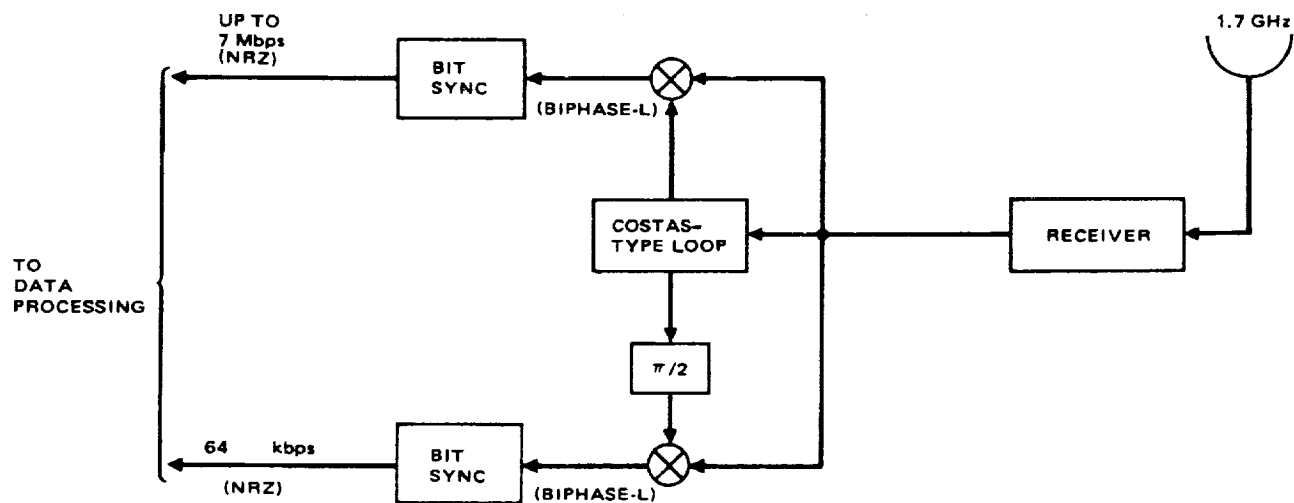 UP TO
7 Mbps
(NRZ)
BIT
SYNC
(BIPHASE-L)
1.7 GHz
COSTAS-
TYPE LOOP
RECEIVER
TO
DATA
PROCESSING
π/2
64 kbps
(NRZ)
BIT
SYNC
(BIPHASE-L)